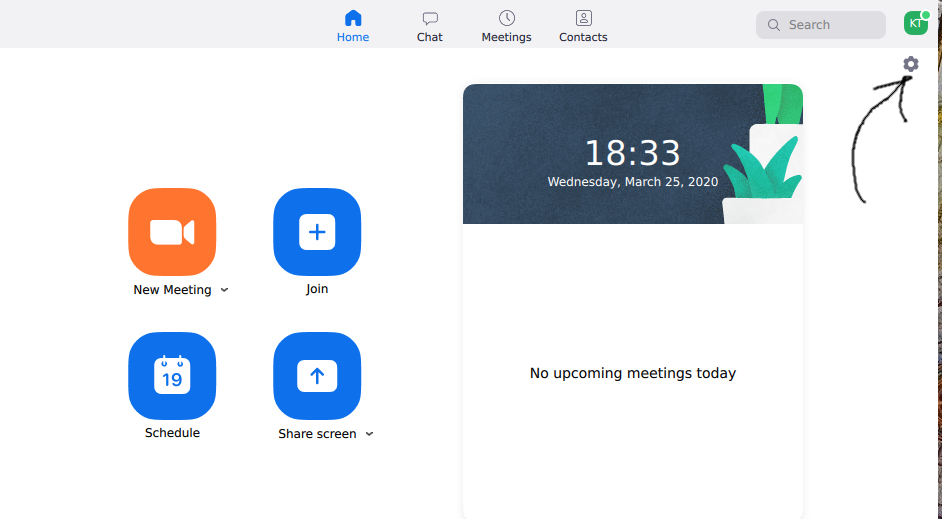 Home
Chat
Meetings
Contacts
Search
KT
18:33
Wednesday, March 25, 2020
New Meeting
Join
19
Schedule
Share screen
No upcoming meetings today